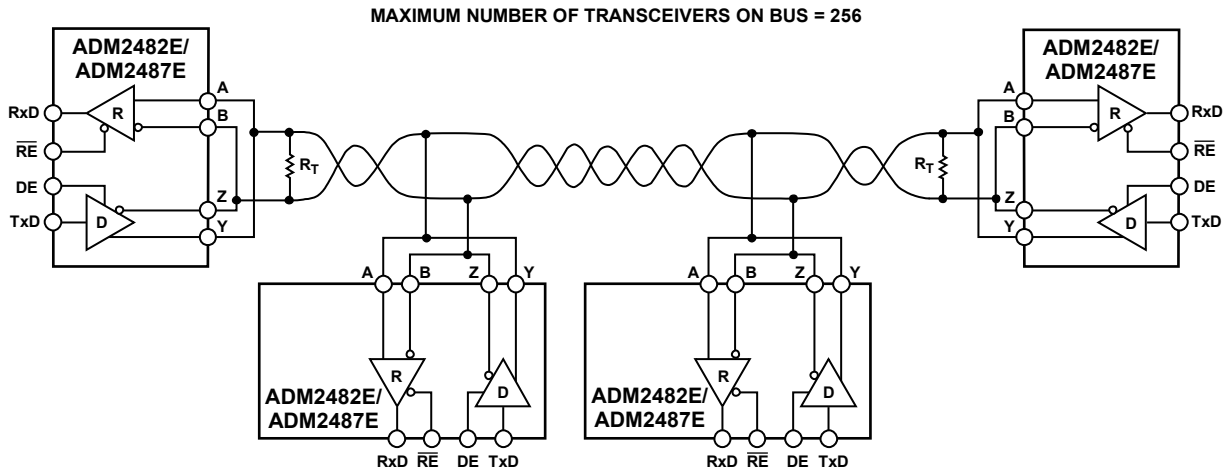 MAXIMUM NUMBER OF TRANSCEIVERS ON BUS = 256
ADM2482E/
ADM2487E
A
B
R
RxD
RE
DE
Z
D
TxD
Y
RT
RT
ADM2482E/
ADM2487E
A
B
R
RxD
RE
DE
Z
D
TxD
Y
A B Z Y
R
D
ADM2482E/
ADM2487E
RxD RE DE TxD
A B Z Y
R
D
ADM2482E/
ADM2487E
RxD RE DE TxD